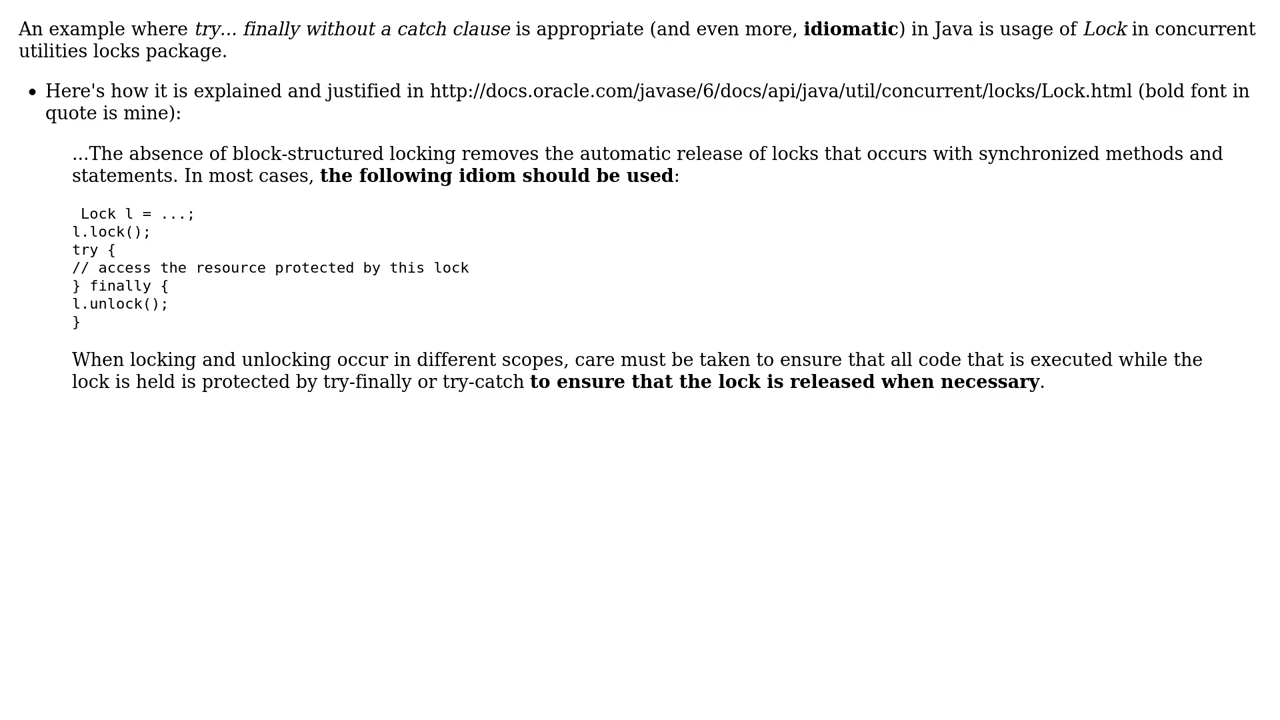 An example where try... finally without a catch clause is appropriate (and even more, idiomatic) in Java is usage of Lock in concurrent
utilities locks package.
• Here's how it is explained and justified in http://docs.oracle.com/javase/6/docs/api/java/util/concurrent/locks/Lock.html (bold font in
quote is mine):
...The absence of block-structured locking removes the automatic release of locks that occurs with synchronized methods and
statements. In most cases, the following idiom should be used:
Lock l = ...;
l.lock();
try {
// access the resource protected by this lock
} finally {
l.unlock();
}
When locking and unlocking occur in different scopes, care must be taken to ensure that all code that is executed while the
lock is held is protected by try-finally or try-catch to ensure that the lock is released when necessary.